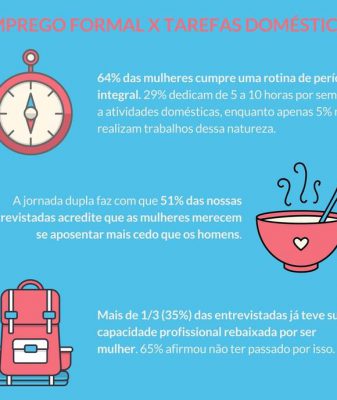 MPREGO FORMAL X TAREFAS DOMÉSTIC
64% das mulheres cumpre uma rotina de perío
integral. 29% dedicam de 5 a 10 horas por sem
a atividades domésticas, enquanto apenas 5% n
realizam trabalhos dessa natureza.
A jornada dupla faz com que 51% das nossas
revistadas acredite que as mulheres merecem
se aposentar mais cedo que os homens.
Mais de 1/3 (35%) das entrevistadas já teve su
capacidade profissional rebaixada por ser
mulher. 65% afirmou não ter passado por isso.